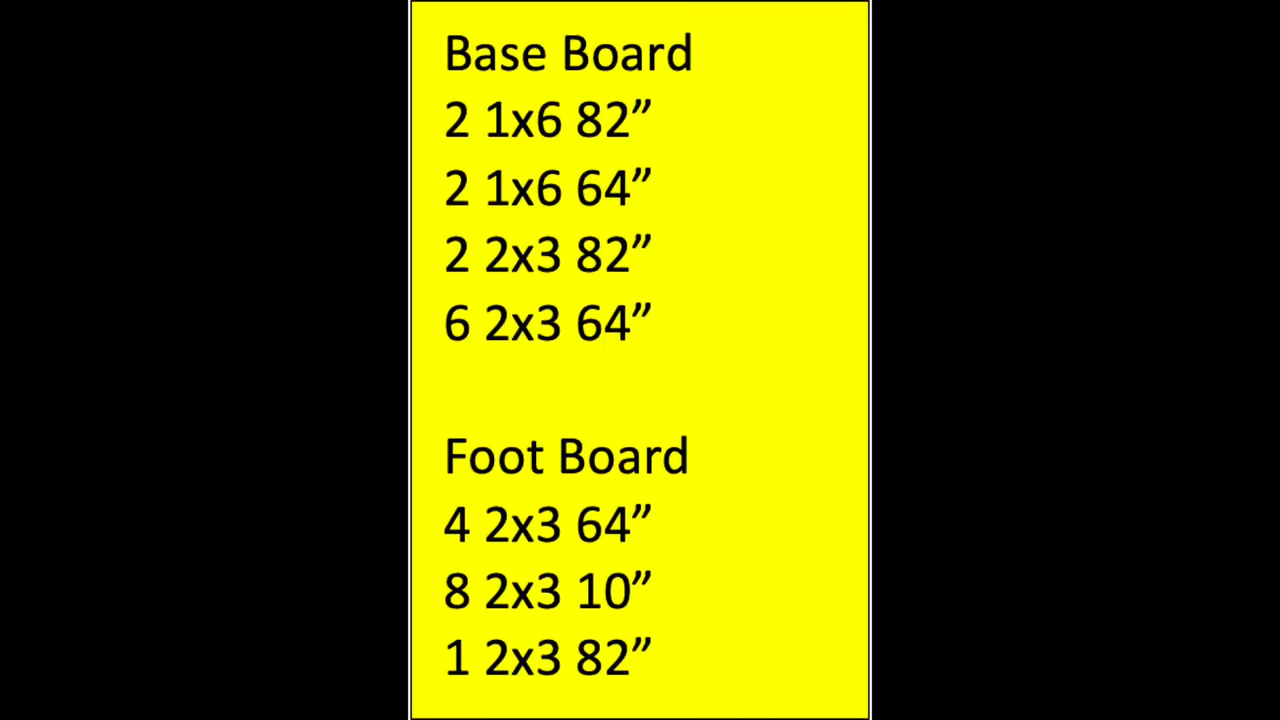 Base Board
2 1x6 82”
2 1x6 64”
2 2x3 82”
6 2x3 64”
Foot Board
4 2x3 64”
8 2x3 10”
1 2x3 82”